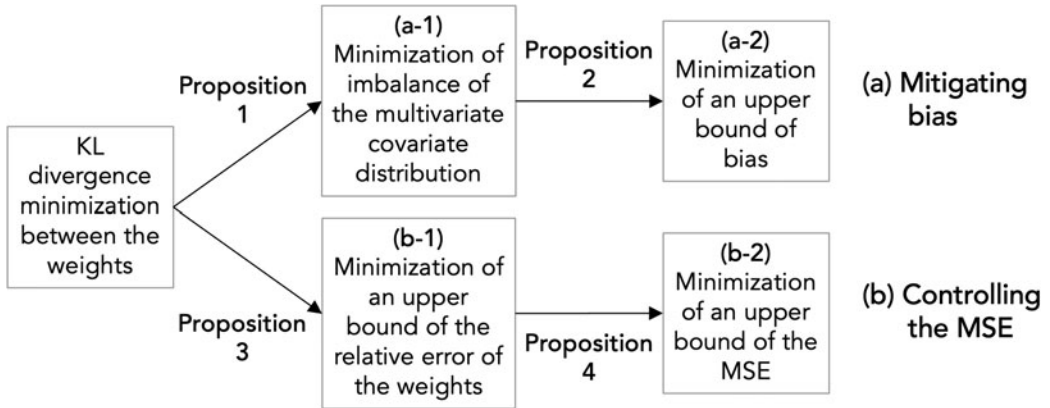 KL
divergence
minimization
between the
weights
Proposition
1
(a-1)
Minimization of
imbalance of
the multivariate
covariate
distribution
Proposition
2
(a-2)
Minimization
of an upper
bound of
bias
(a) Mitigating
bias
Proposition
3
(b-1)
Minimization of
an upper
bound of the
relative error of
the weights
Proposition
4
(b-2)
Minimization
of an upper
bound of the
MSE
(b) Controlling
the MSE